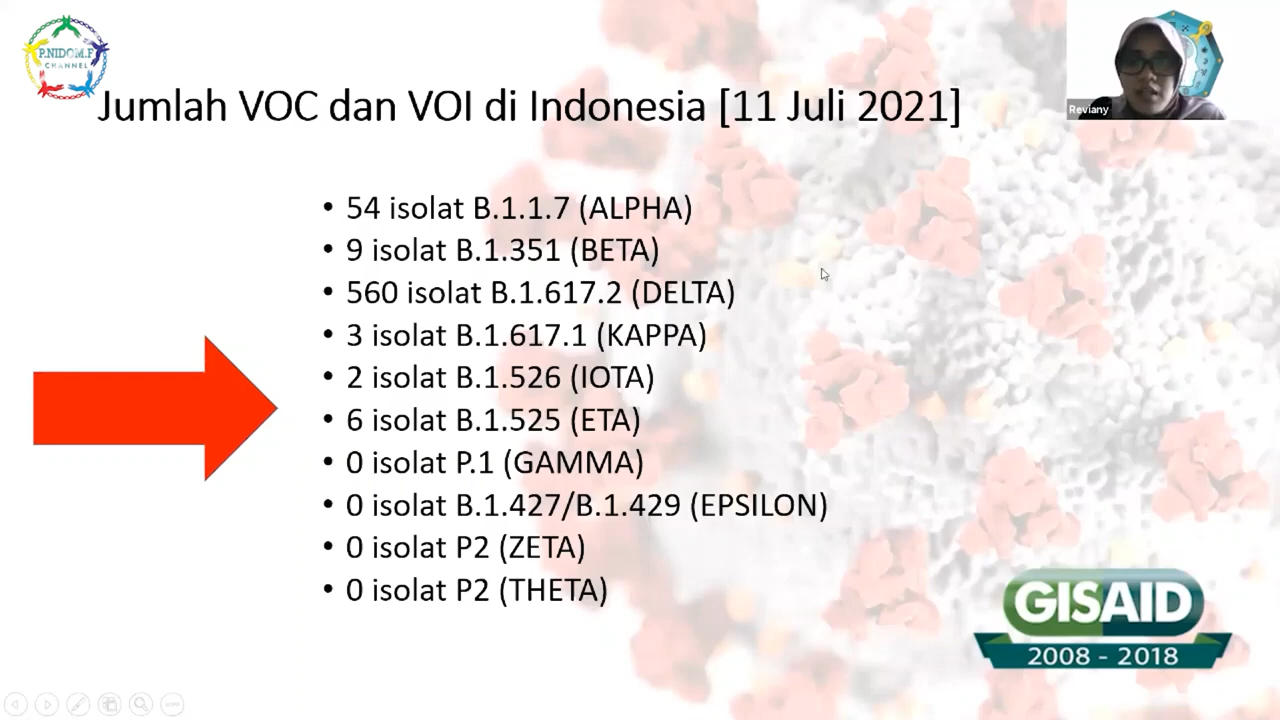 P.NIDOM.F
CHANNEL
Jumlah VOC dan VOI di Indonesia [11 Juli 2021]
Reviany
• 54 isolat B.1.1.7 (ALPHA)
• 9 isolat B.1.351 (BETA)
• 560 isolat B.1.617.2 (DELTA)
• 3 isolat B.1.617.1 (KAPPA)
• 2 isolat B.1.526 (IOTA)
• 6 isolat B.1.525 (ETA)
• 0 isolat P.1 (GAMMA)
• 0 isolat B.1.427/B.1.429 (EPSILON)
• 0 isolat P2 (ZETA)
• 0 isolat P2 (THETA)
GISAID
2008 - 2018